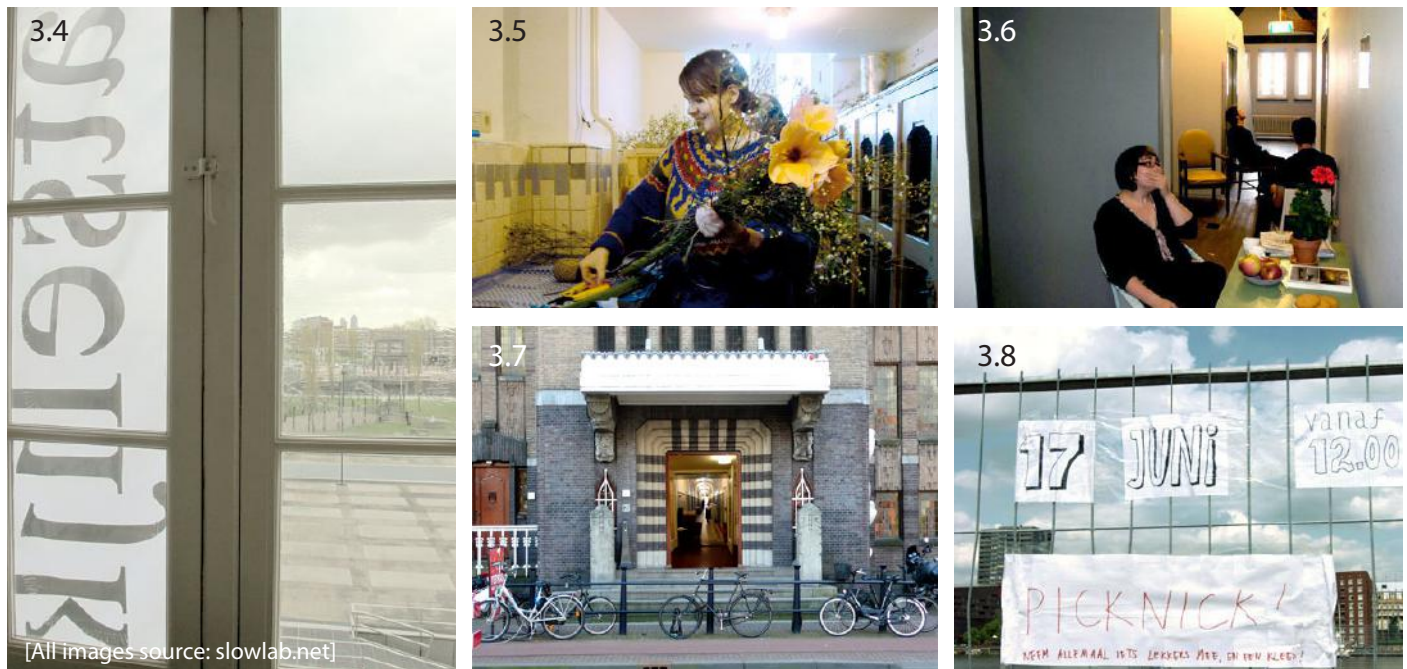 3.4
[All images source: slowlab.net]
3.5
3.6
3.7
3.8
17 JUNi vanaf
12.00
PICKNICK!
NEEM ALLEMAAL IETS LEKKERS MEE, EN EEN KLEED!